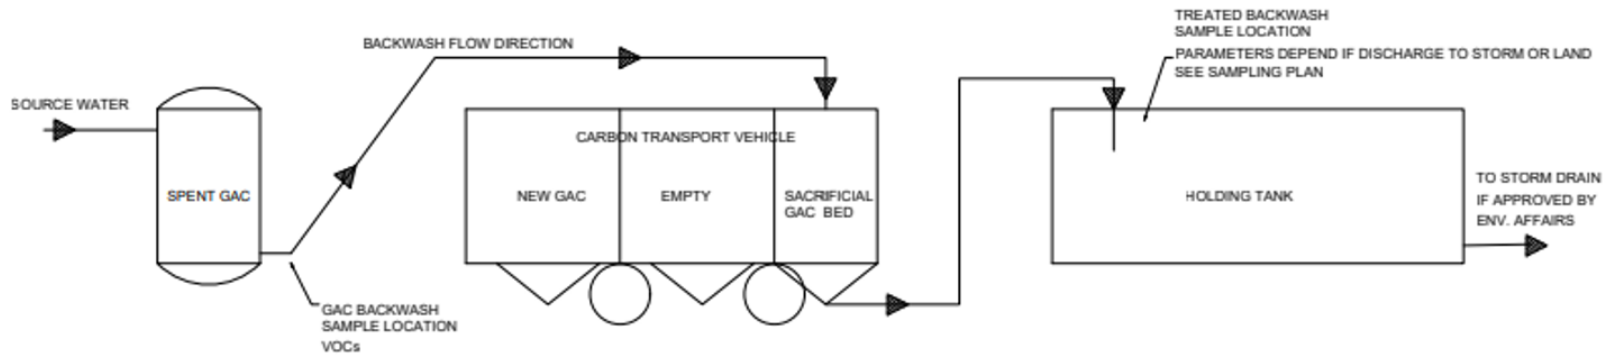 TREATED BACKWASH
SAMPLE LOCATION
PARAMETERS DEPEND IF DISCHARGE TO STORM OR LAND
SEE SAMPLING PLAN
BACKWASH FLOW DIRECTION
SOURCE WATER
CARBON TRANSPORT VEHICLE
SPENT GAC
NEW GAC
EMPTY
SACRIFICIAL
GAC BED
HOLDING TANK
TO STORM DRAIN
IF APPROVED BY
ENV. AFFAIRS
GAC BACKWASH
SAMPLE LOCATION
VOCs